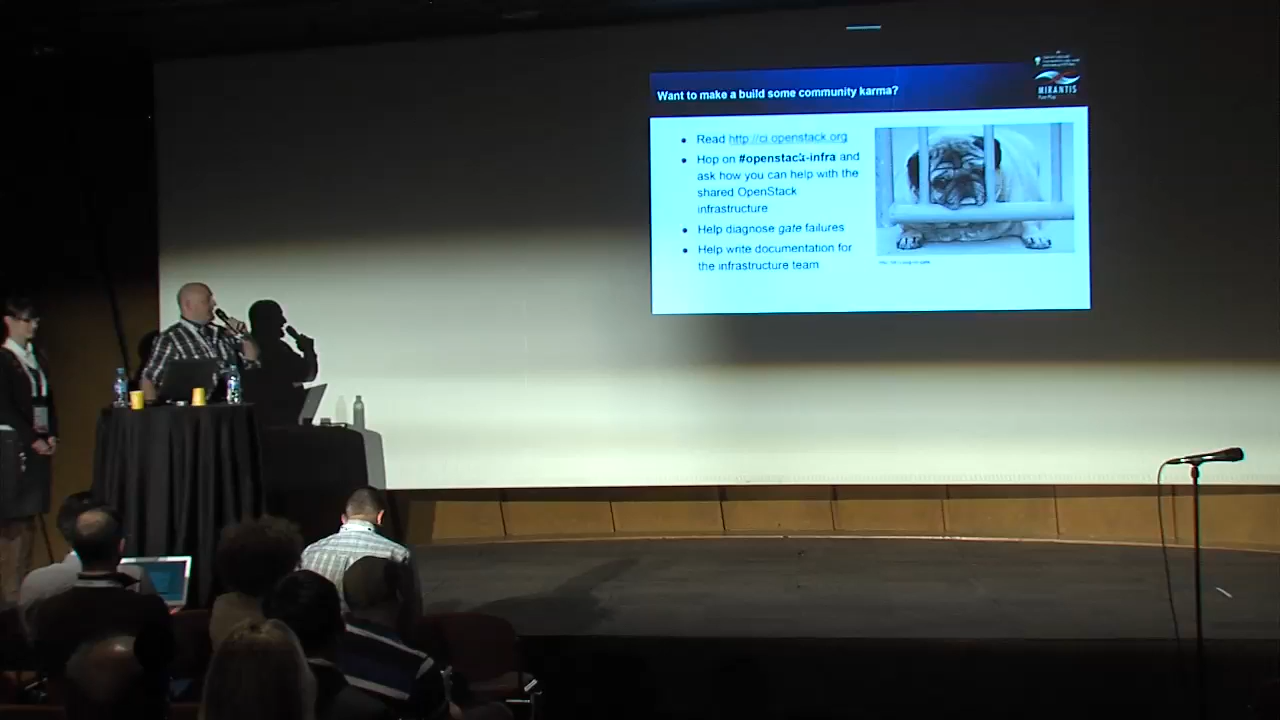 Want to make a build some community karma?
MIRANTIS
Read http://ci.openstack.org
Hop on #openstack-infra and
ask how you can help with the
shared OpenStack
infrastructure
Help diagnose gate failures
Help write documentation for
the infrastructure team